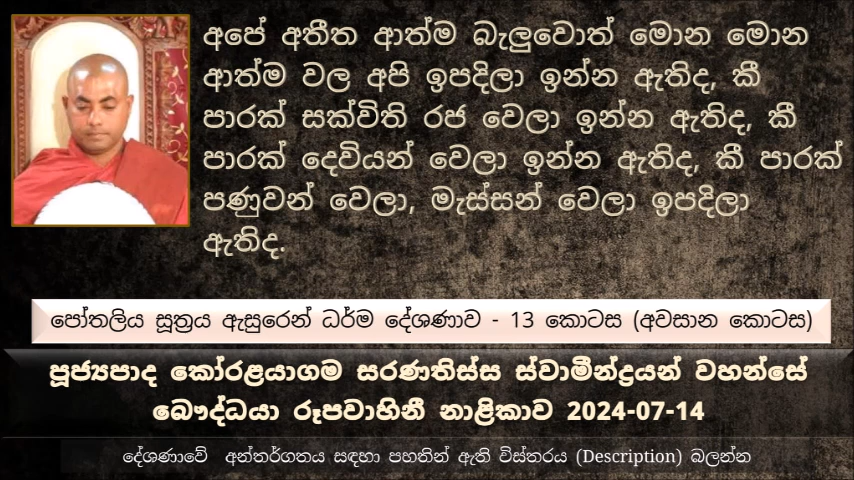 අපේ අතීත ආත්ම බැලුවොත් මොන මොන
ආත්ම වල අපි ඉපදිලා ඉන්න ඇතිද, කී
පාරක් සක්විති රජ වෙලා ඉන්න ඇතිද, කී
පාරක් දෙවියන් වෙලා ඉන්න ඇතිද, කී පාරක්
පණුවන් වෙලා, මැස්සන් වෙලා ඉපදිලා
ඇතිද.
පෝතලිය සූත්‍රය ඇසුරෙන් ධර්ම දේශණාව - 13 කොටස (අවසාන කොටස)
පූජ්‍යපාද කෝරළයාගම සරණතිස්ස ස්වාමීන්ද්‍රයන් වහන්සේ
බෞද්ධයා රූපවාහිනී නාළිකාව 2024-07-14
දේශණාවේ අන්තර්ගතය සඳහා පහතින් ඇති විස්තරය (Description) බලන්න